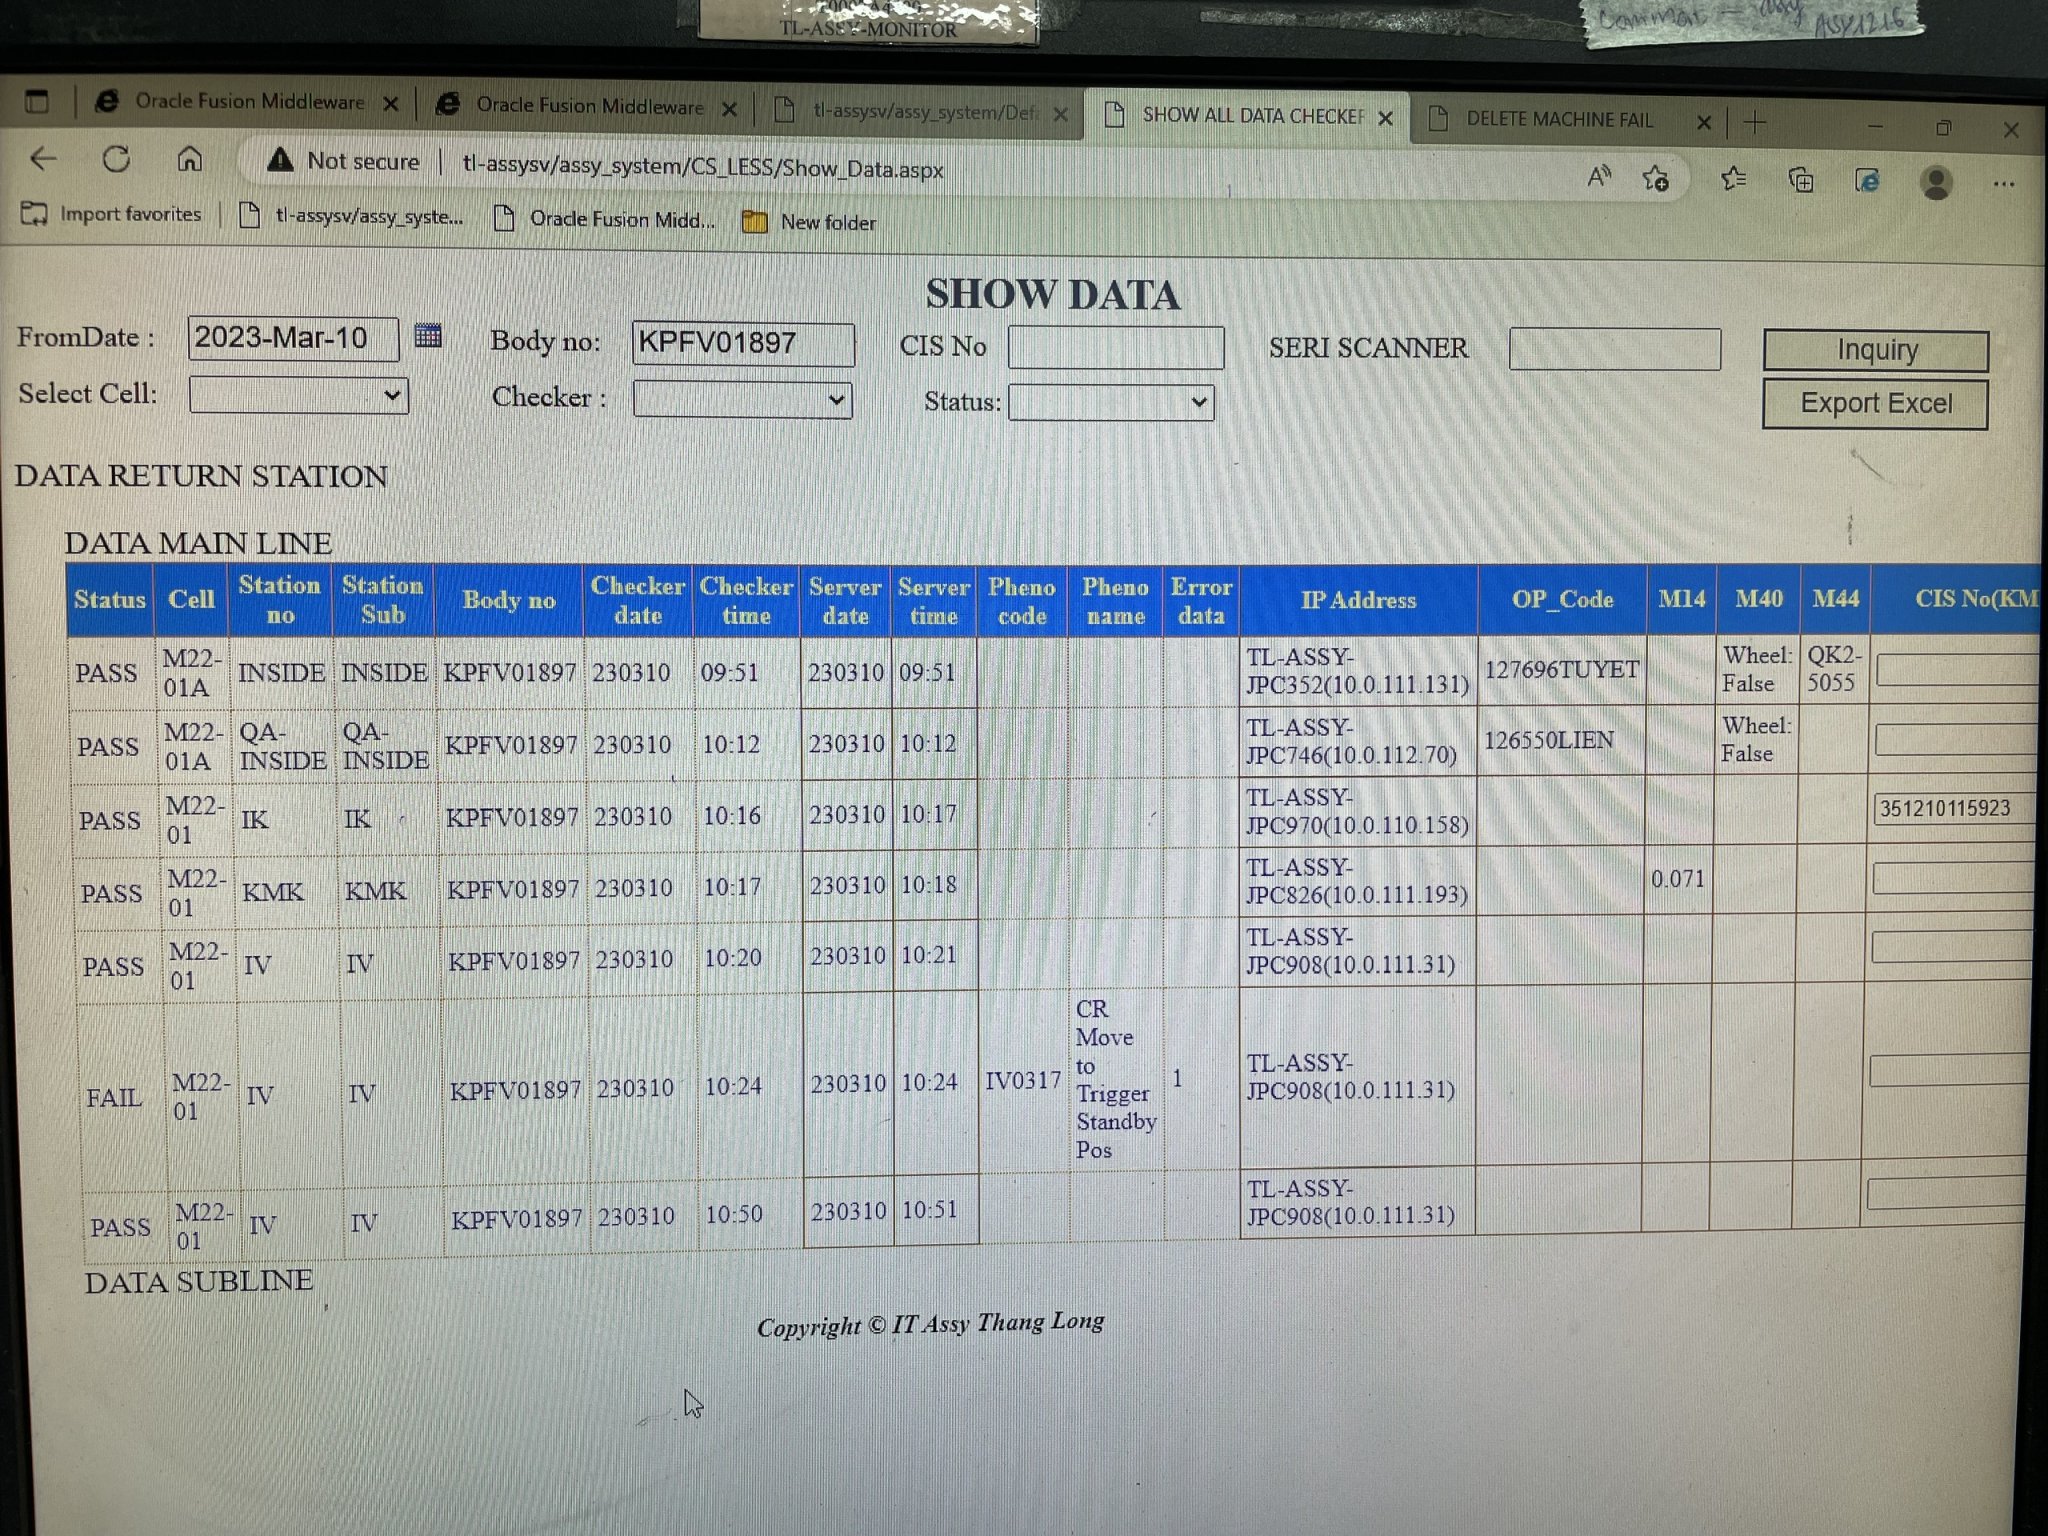 TL-ASSY-MONITOR
ASSY1216
Oracle Fusion Middleware
Oracle Fusion Middleware
tl-assysv/assy_system/Defa
SHOW ALL DATA CHECKER
DELETE MACHINE FAIL
Not secure
tl-assysv/assy_system/CS_LESS/Show_Data.aspx
Import favorites
tl-assysv/assy_syste...
Oracle Fusion Midd...
New folder
SHOW DATA
FromDate : 2023-Mar-10 Body no: KPFV01897 CIS No SERI SCANNER Inquiry
Select Cell: Checker : Status: Export Excel
DATA RETURN STATION
DATA MAIN LINE
Status Cell Station no Station Sub Body no Checker date Checker time Server date Server time Pheno code Pheno name Error data IP Address OP_Code M14 M40 M44 CIS No(KM
PASS M22-01A INSIDE INSIDE KPFV01897 230310 09:51 230310 09:51 TL-ASSY-JPC352(10.0.111.131) 127696TUYET Wheel: False QK2-5055
PASS M22-01A QA-INSIDE QA-INSIDE KPFV01897 230310 10:12 230310 10:12 TL-ASSY-JPC746(10.0.112.70) 126550LIEN Wheel: False
PASS M22-01 IK IK KPFV01897 230310 10:16 230310 10:17 TL-ASSY-JPC970(10.0.110.158) 351210115923
PASS M22-01 KMK KMK KPFV01897 230310 10:17 230310 10:18 TL-ASSY-JPC826(10.0.111.193) 0.071
PASS M22-01 IV IV KPFV01897 230310 10:20 230310 10:21 TL-ASSY-JPC908(10.0.111.31)
FAIL M22-01 IV IV KPFV01897 230310 10:24 230310 10:24 IV0317 CR Move to Trigger Standby Pos 1 TL-ASSY-JPC908(10.0.111.31)
PASS M22-01 IV IV KPFV01897 230310 10:50 230310 10:51 TL-ASSY-JPC908(10.0.111.31)
DATA SUBLINE
Copyright © IT Assy Thang Long